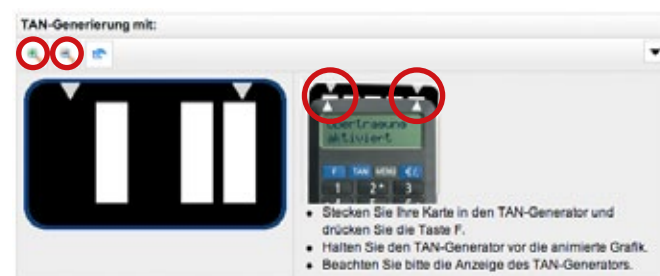 TAN-Generierung mit:
Übertragung
aktiviert
F TAN MENU
1 2 3
• Stecken Sie Ihre Karte in den TAN-Generator und
drücken Sie die Taste F.
• Halten Sie den TAN-Generator vor die animierte Grafik.
• Beachten Sie bitte die Anzeige des TAN-Generators.